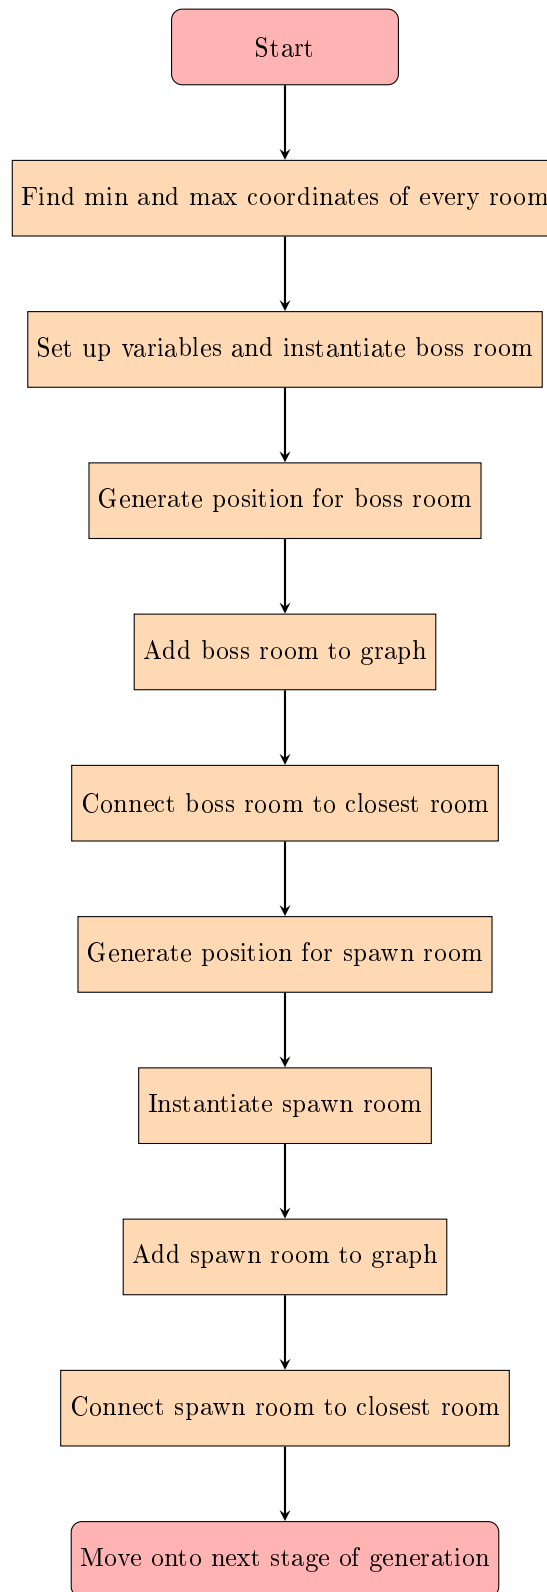 Start
Find min and max coordinates of every room
Set up variables and instantiate boss room
Generate position for boss room
Add boss room to graph
Connect boss room to closest room
Generate position for spawn room
Instantiate spawn room
Add spawn room to graph
Connect spawn room to closest room
Move onto next stage of generation